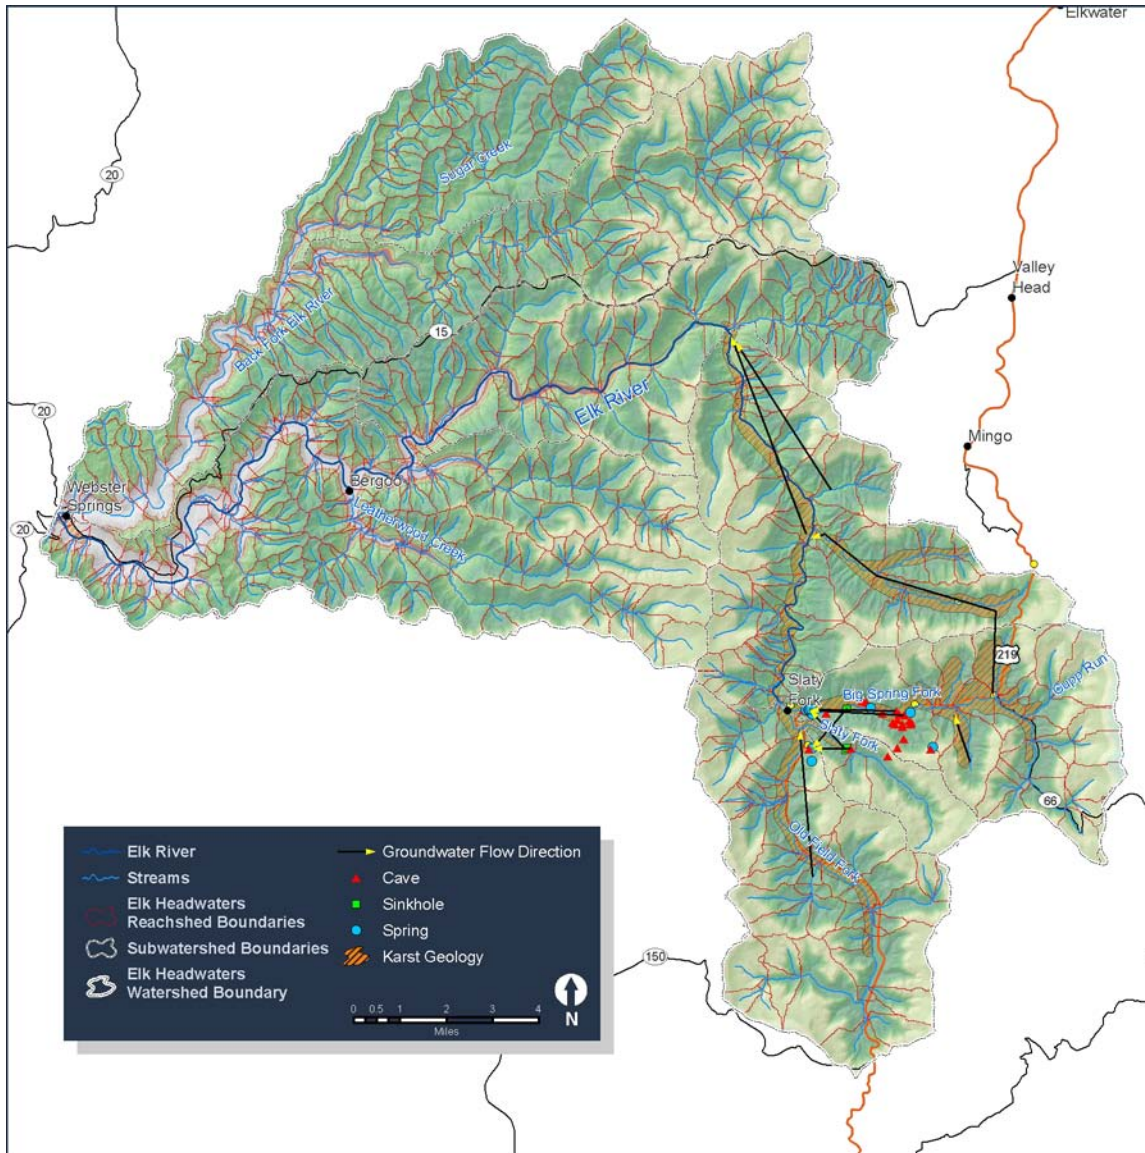 Elkwater
20
Sugar Creek
Valley
Head
Back Fork Elk River
15
Elk River
20
Mingo
Webster
Springs
Bergoo
20
Leatherwood Creek
219
Slaty
Fork
Big Spring Fork
Cupp Run
Slaty Fork
66
Old Field Fork
150
Elk River
Streams
Elk Headwaters
Reachshed Boundaries
Subwatershed Boundaries
Elk Headwaters
Watershed Boundary
Groundwater Flow Direction
Cave
Sinkhole
Spring
Karst Geology
0 0.5 1 2 3 4
Miles
N